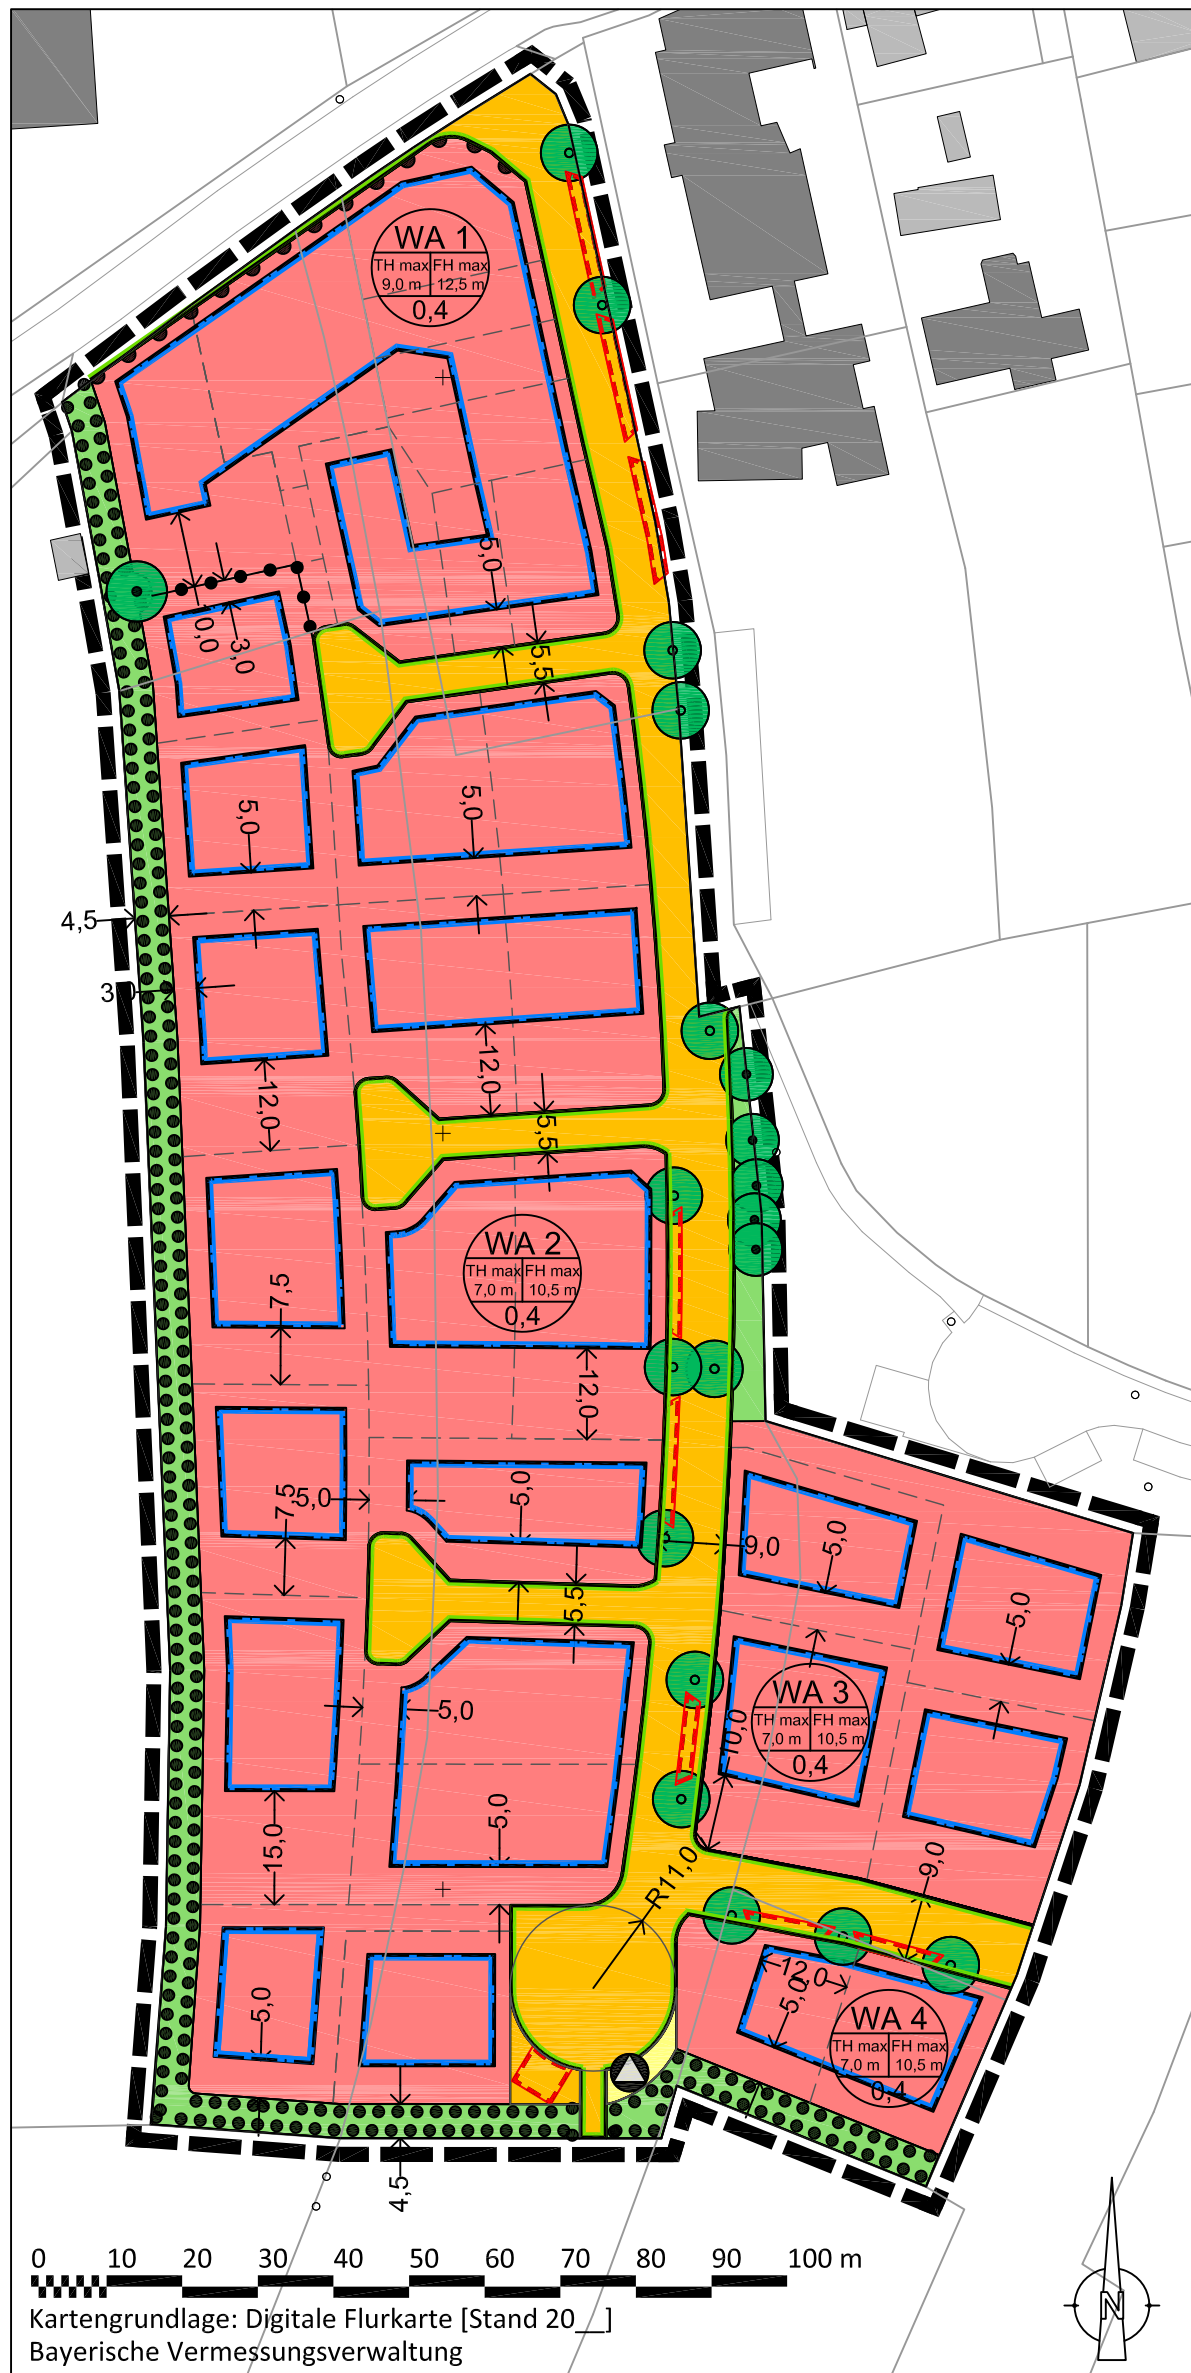 WA 1
TH max FH max
9,0 m 12,5 m
0,4
5,0
10,0
3,0
5,5
5,0
5,0
4,5
3,0
12,0
12,0
5,5
WA 2
TH max FH max
7,0 m 10,5 m
0,4
7,5
12,0
7,5
5,0
5,0
9,0
5,0
5,0
5,5
WA 3
TH max FH max
7,0 m 10,5 m
0,4
5,0
10,0
15,0
5,0
R11,0
9,0
12,0
5,0
5,0
WA 4
TH max FH max
7,0 m 10,5 m
0,4
4,5
0 10 20 30 40 50 60 70 80 90 100 m
Kartengrundlage: Digitale Flurkarte [Stand 20__]
Bayerische Vermessungsverwaltung
N